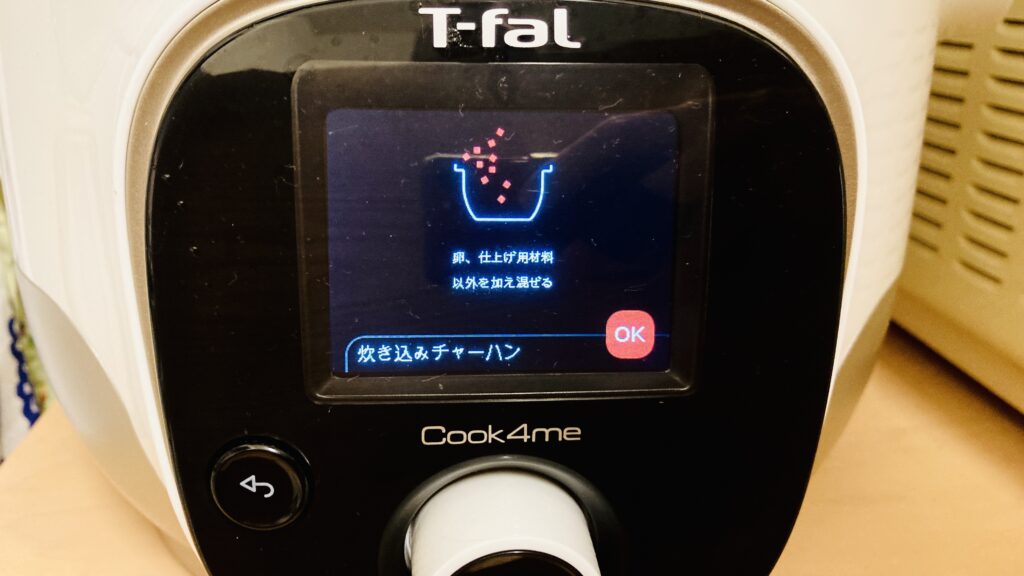 T-fal
卵、仕上げ用材料
以外を加え混ぜる
OK
炊き込みチャーハン
Cook4me